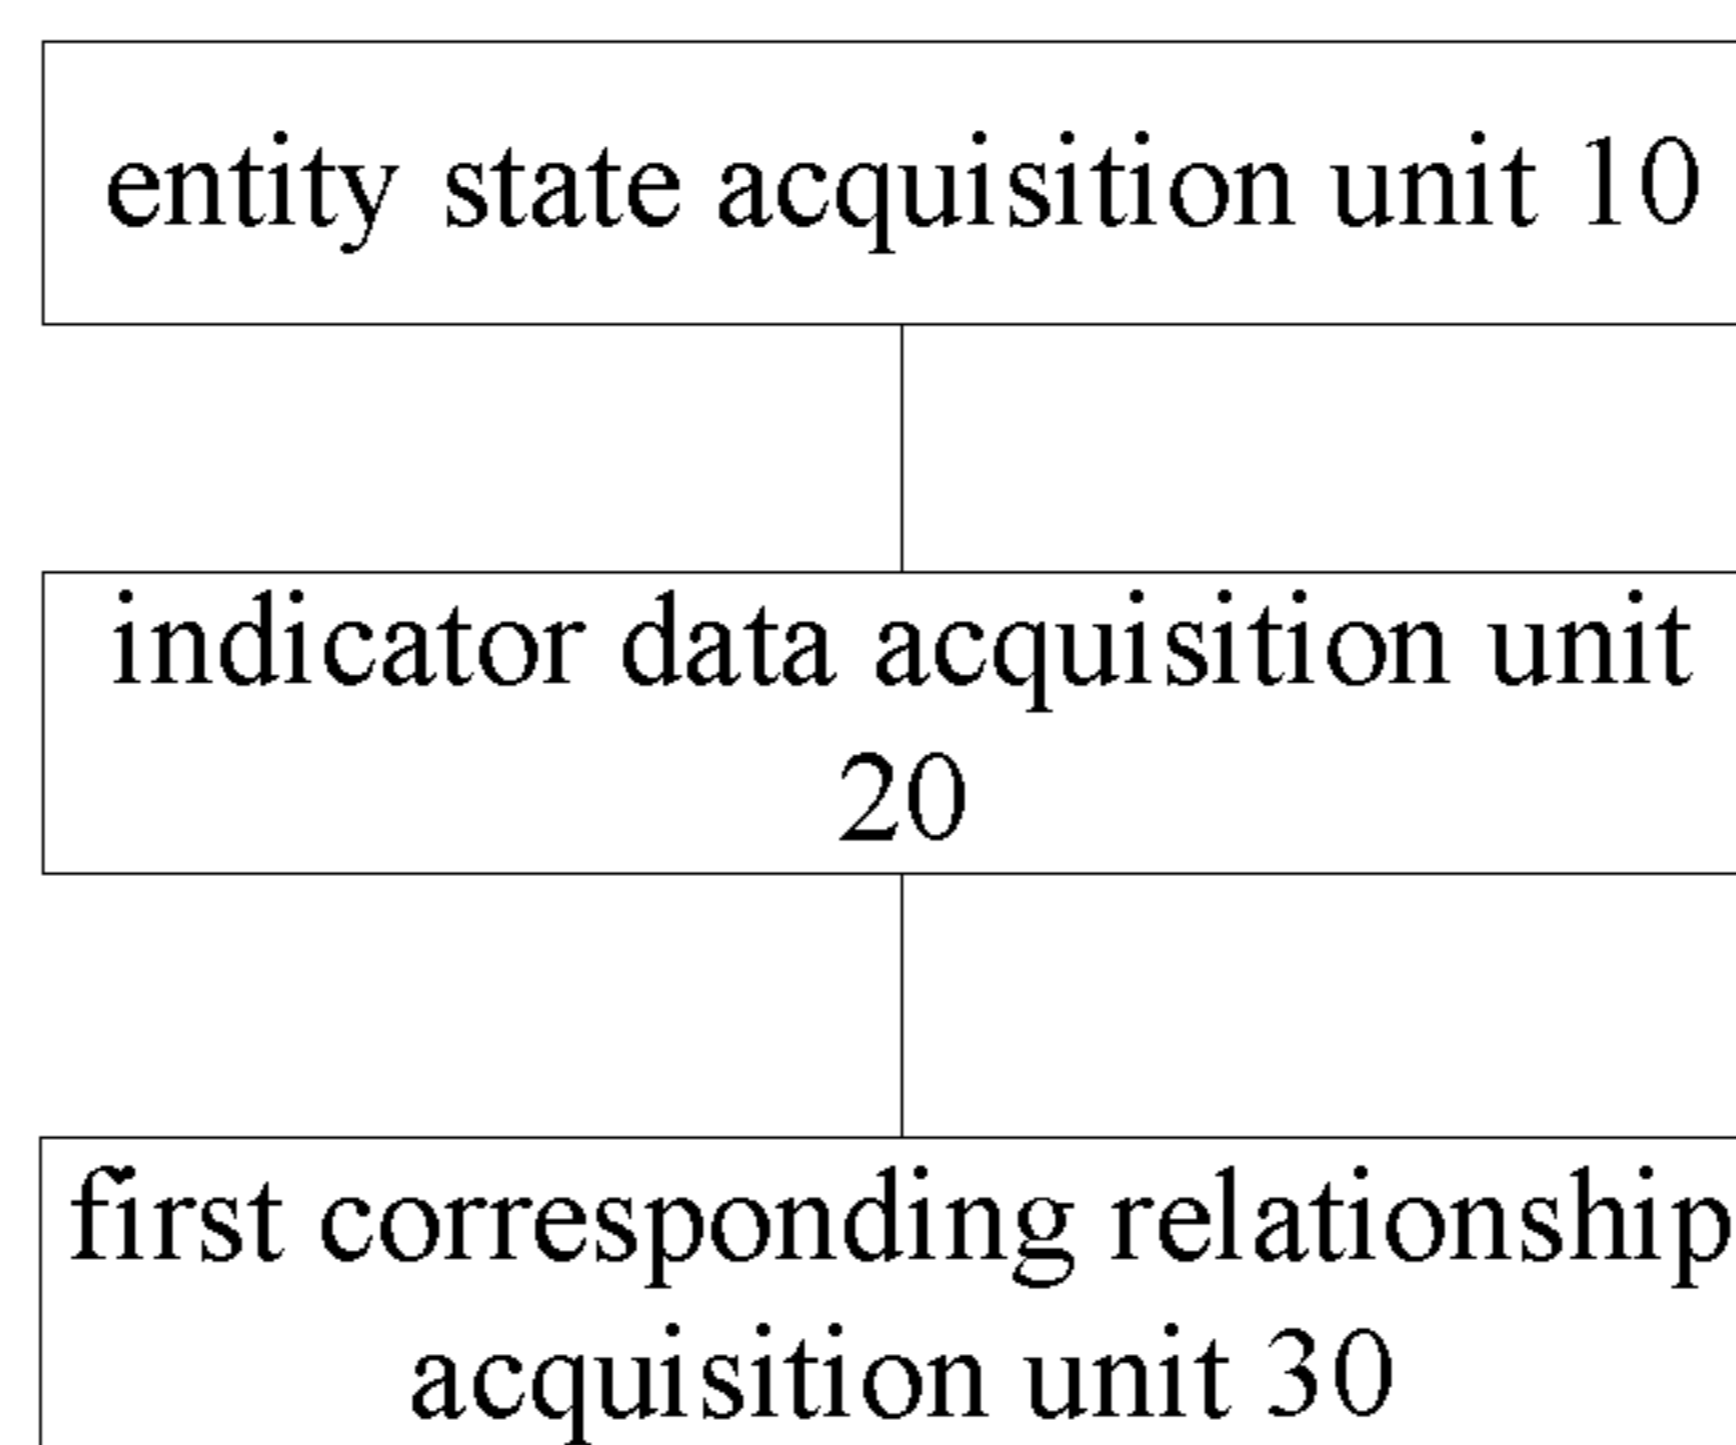 entity state acquisition unit 10
indicator data acquisition unit
20
first corresponding relationship
acquisition unit 30